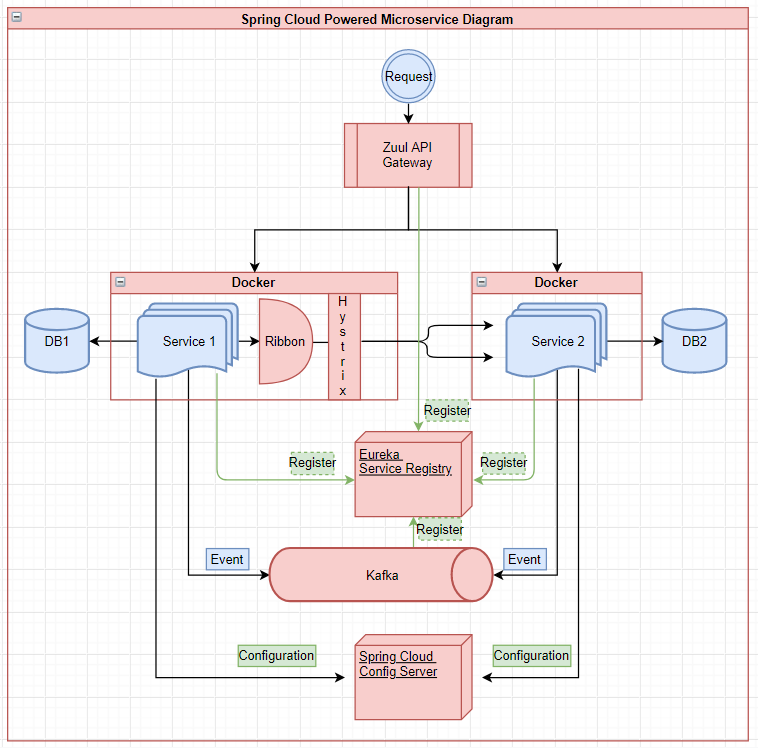 Spring Cloud Powered Microservice Diagram
Request
Zuul API
Gateway
Docker
Docker
DB1
Service 1
Ribbon
H
y
s
t
r
i
x
Service 2
DB2
Register
Eureka
Service Registry
Register
Register
Register
Event
Kafka
Event
Configuration
Spring Cloud
Config Server
Configuration